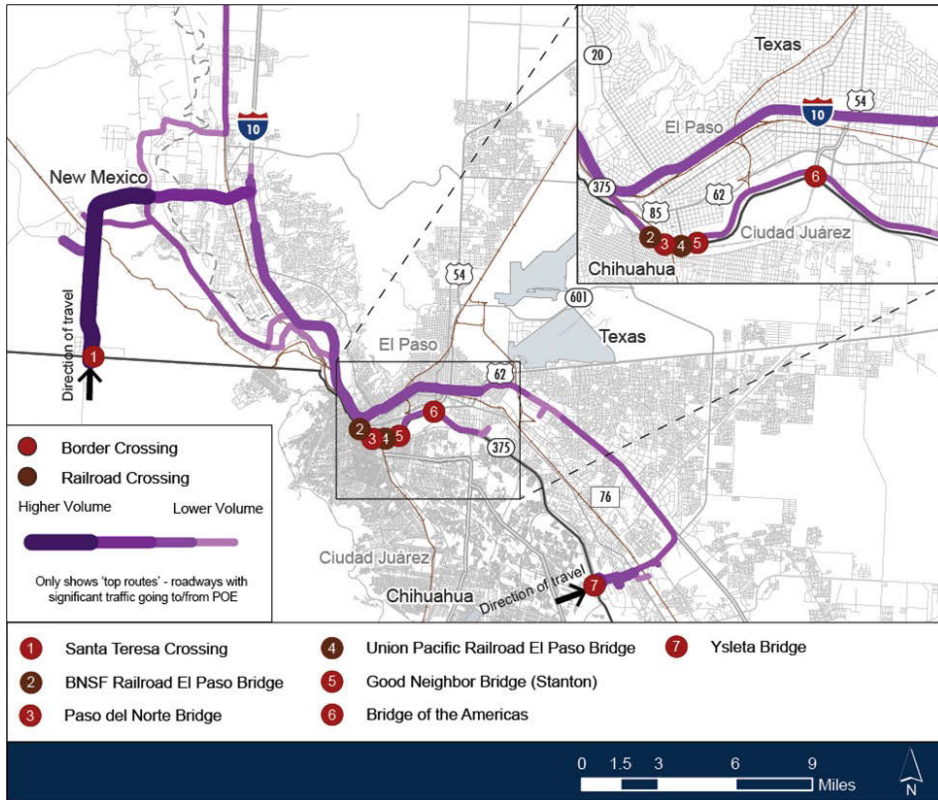 10
New Mexico
Direction of travel
1
El Paso
54
601
Texas
62
2
3
4
5
6
375
76
Ciudad Juárez
Chihuahua
Direction of travel
7
20
Texas
54
10
El Paso
375
85
62
6
Ciudad Juárez
2
3
4
5
Chihuahua
Border Crossing
Railroad Crossing
Higher Volume Lower Volume
Only shows 'top routes' - roadways with
significant traffic going to/from POE
1 Santa Teresa Crossing
2 BNSF Railroad El Paso Bridge
3 Paso del Norte Bridge
4 Union Pacific Railroad El Paso Bridge
5 Good Neighbor Bridge (Stanton)
6 Bridge of the Americas
7 Ysleta Bridge
0 1.5 3 6 9
Miles
N